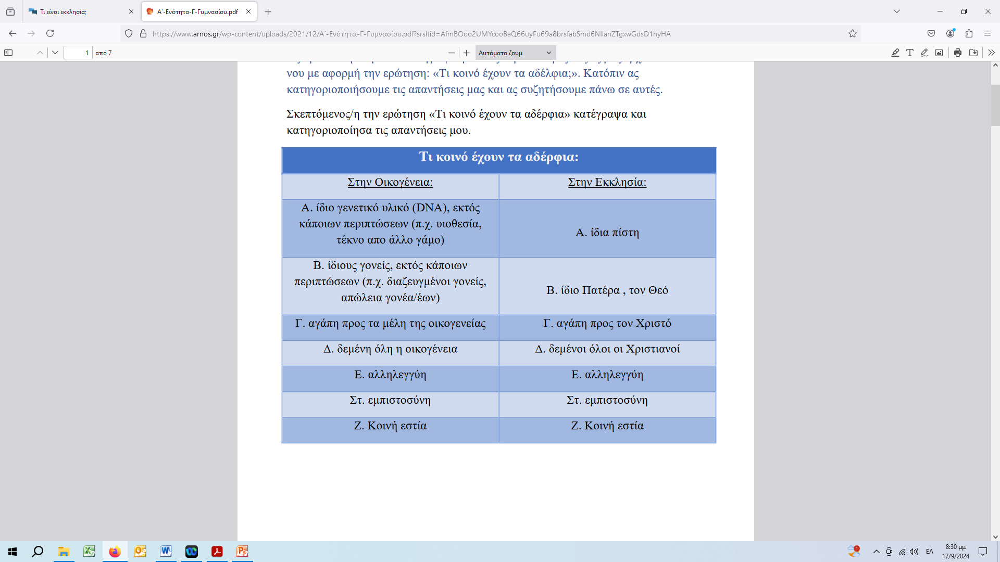 Τι είναι εκκλησία;
Α΄-Ενότητα-Γ-Γυμνασίου.pdf
https://www.arnos.gr/wp-content/uploads/2021/12/Α΄-Ενότητα-Γ-Γυμνασίου.pdf?srsltid=AfmBOoo2UMYcooBaQ66uyFu69a8brsfabSmd6NIlanZTgxwGdsD1hyHA
1 από 7
Αυτόματο ζουμ
νου με αφορμή την ερώτηση: «Τι κοινό έχουν τα αδέλφια;». Κατόπιν ας
κατηγοριοποιήσουμε τις απαντήσεις μας και ας συζητήσουμε πάνω σε αυτές.
Σκεπτόμενος/η την ερώτηση «Τι κοινό έχουν τα αδέρφια» κατέγραψα και
κατηγοριοποίησα τις απαντήσεις μου.
Τι κοινό έχουν τα αδέρφια:
Στην Οικογένεια:
Στην Εκκλησία:
Α. ίδιο γενετικό υλικό (DNA), εκτός
κάποιων περιπτώσεων (π.χ. υιοθεσία,
τέκνο απο άλλο γάμο)
Α. ίδια πίστη
Β. ίδιους γονείς, εκτός κάποιων
περιπτώσεων (π.χ. διαζευγμένοι γονείς,
απώλεια γονέα/έων)
Β. ίδιο Πατέρα , τον Θεό
Γ. αγάπη προς τα μέλη της οικογενείας
Γ. αγάπη προς τον Χριστό
Δ. δεμένη όλη η οικογένεια
Δ. δεμένοι όλοι οι Χριστιανοί
Ε. αλληλεγγύη
Ε. αλληλεγγύη
Στ. εμπιστοσύνη
Στ. εμπιστοσύνη
Ζ. Κοινή εστία
Ζ. Κοινή εστία
1
ΕΛ
8:30 μμ
17/9/2024